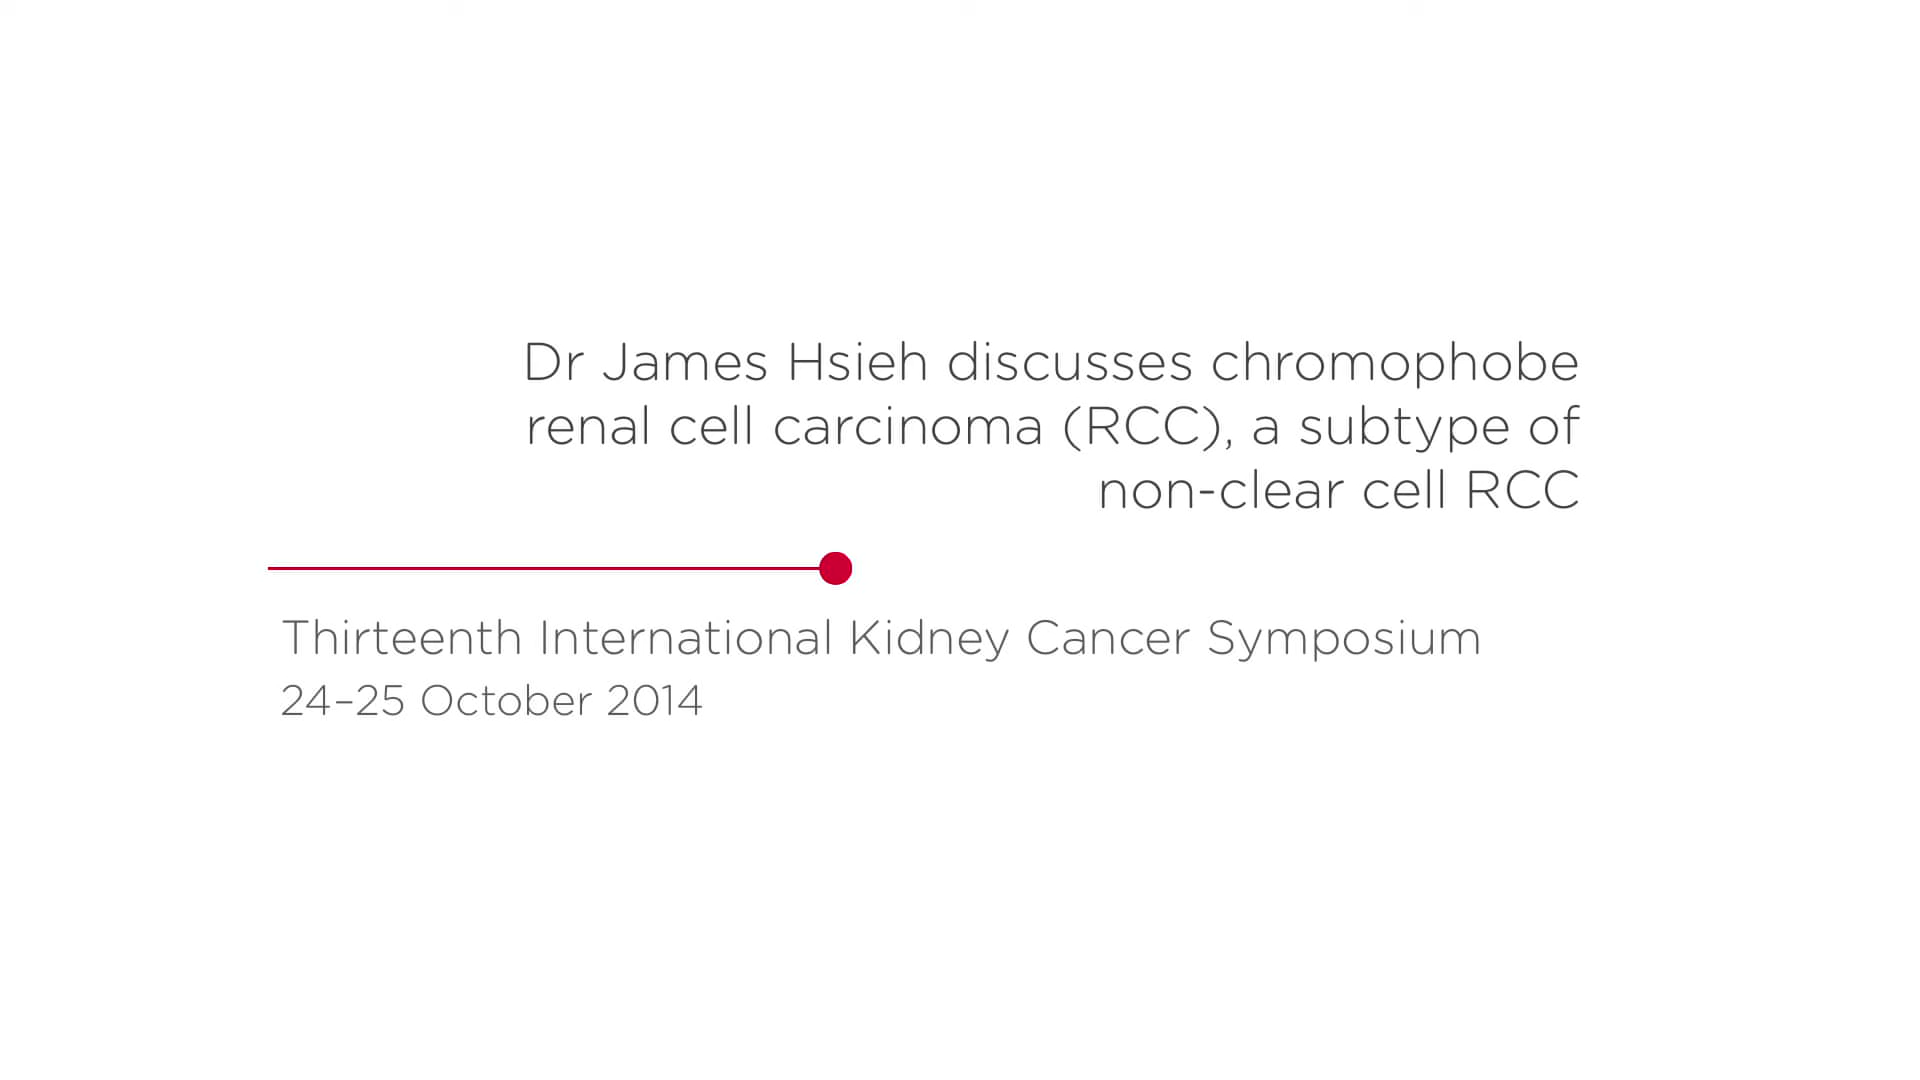 Dr James Hsieh discusses chromophobe
renal cell carcinoma (RCC), a subtype of
non-clear cell RCC
Thirteenth International Kidney Cancer Symposium
24–25 October 2014